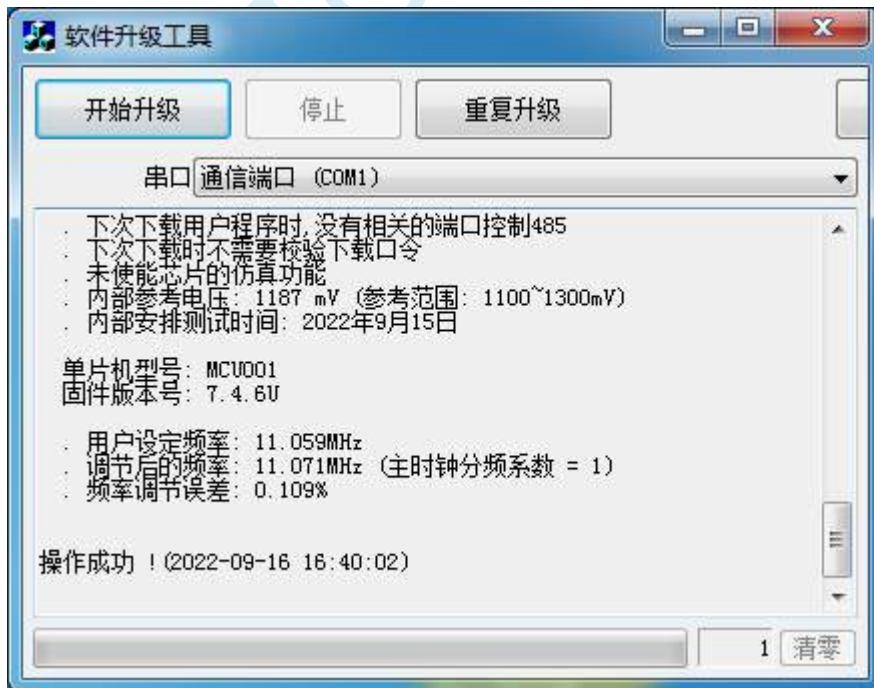 软件升级工具
开始升级 停止 重复升级
串口 通信端口 (COM1)
. 下次下载用户程序时,没有相关的端口控制485
. 下次下载时不需要校验下载口令
. 未使能芯片的仿真功能
. 内部参考电压: 1187 mV (参考范围: 1100~1300mV)
. 内部安排测试时间: 2022年9月15日
单片机型号: MCU001
固件版本号: 7.4.6U
. 用户设定频率: 11.059MHz
. 调节后的频率: 11.071MHz (主时钟分频系数 = 1)
. 频率调节误差: 0.109%
操作成功 !(2022-09-16 16:40:02)
1 清零